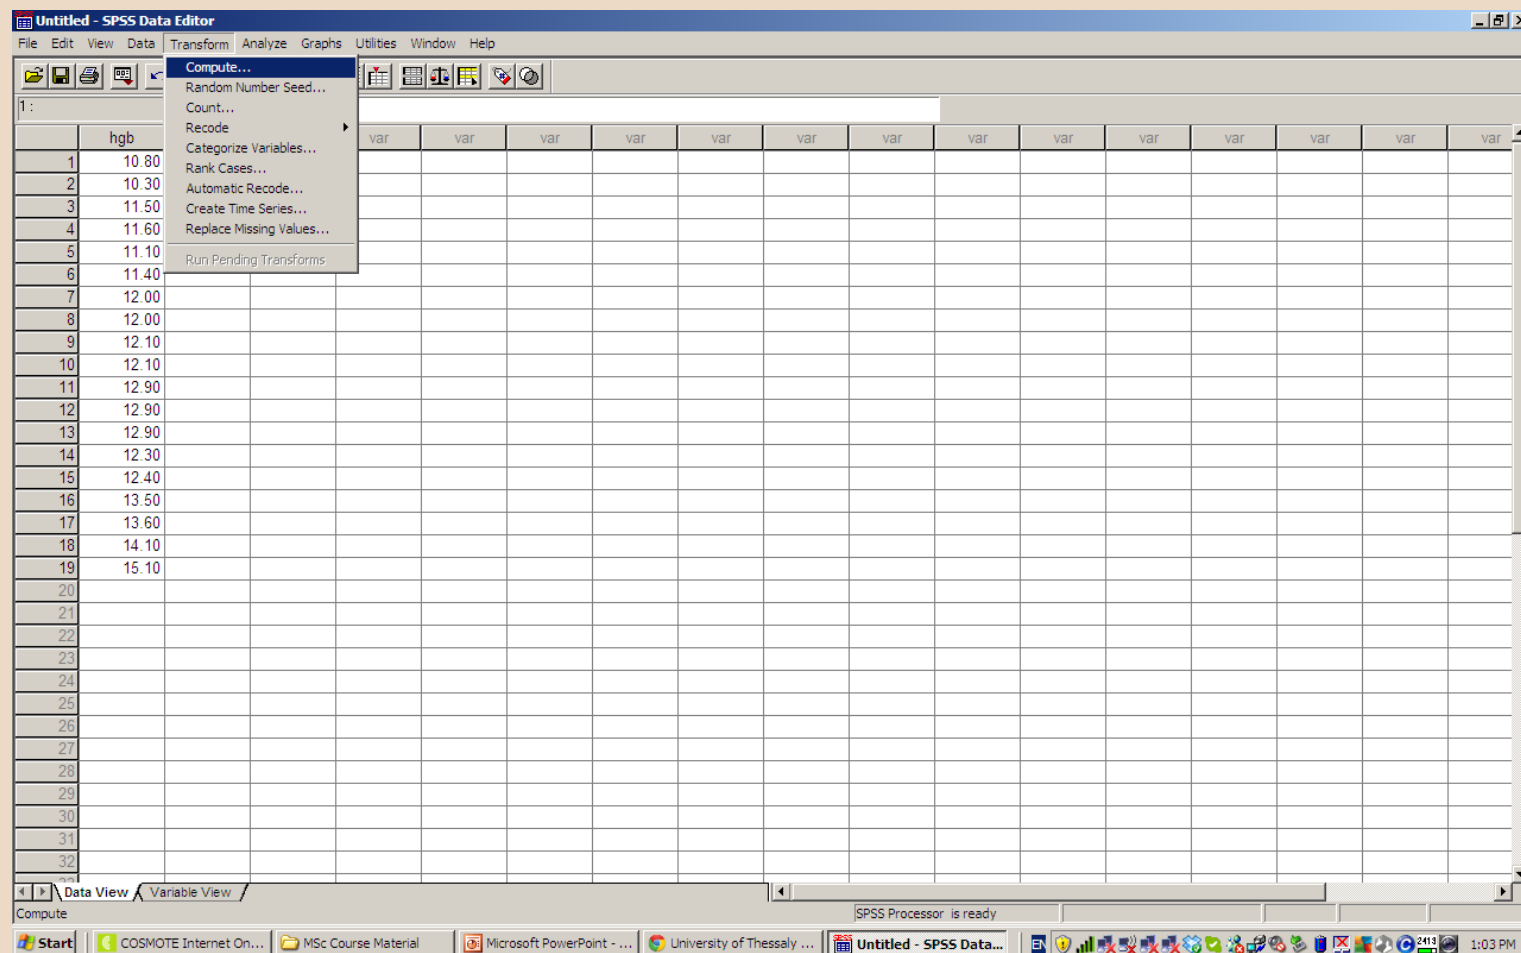 Untitled - SPSS Data Editor
File Edit View Data Transform Analyze Graphs Utilities Window Help
Compute...
Random Number Seed...
Count...
Recode
Categorize Variables...
Rank Cases...
Automatic Recode...
Create Time Series...
Replace Missing Values...
Run Pending Transforms
1 :
hgb var var var var var var var var var var var var var var
1 10.80
2 10.30
3 11.50
4 11.60
5 11.10
6 11.40
7 12.00
8 12.00
9 12.10
10 12.10
11 12.90
12 12.90
13 12.90
14 12.30
15 12.40
16 13.50
17 13.60
18 14.10
19 15.10
20
21
22
23
24
25
26
27
28
29
30
31
32
Data View Variable View
Compute SPSS Processor is ready
Start COSMOTE Internet On... MSc Course Material Microsoft PowerPoint - ... University of Thessaly ... Untitled - SPSS Data... EN 2413 1:03 PM